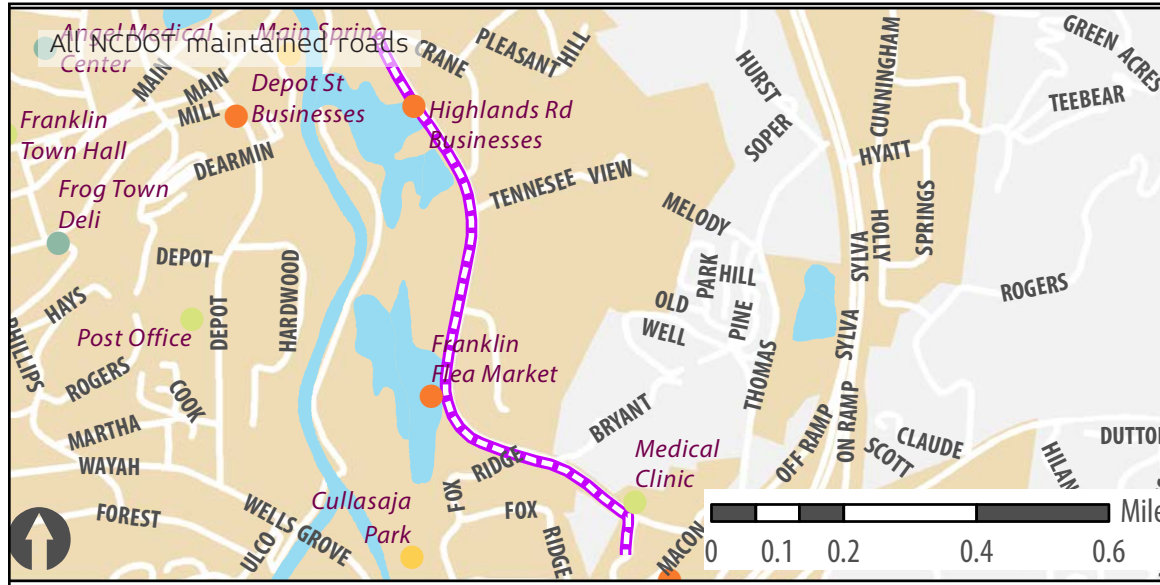 All NCDOT maintained roads
Angel Medical
Center
Main Spring
CRANE
PLEASANT
HILL
MAIN
MAIN
MILL
Depot St
Businesses
Highlands Rd
Businesses
HURST
SOPER
CUNNINGHAM
GREEN ACRES
TEEBEAR
HYATT
Franklin
Town Hall
DEARMIN
Frog Town
Deli
TENNESSEE VIEW
MELODY
PARK
HILL
OLD
WELL
PINE
SYLVA
HOLLY
SPRINGS
ROGERS
DEPOT
HARDWOOD
DEPOT
HAYS
PHILLIPS
Post Office
ROGERS
COOK
Franklin
Flea Market
SYLVA
THOMAS
MARTHA
WAYAH
BRYANT
OFF RAMP
ON RAMP
SCOTT
CLAUDE
DUTTO
HILAN
Medical
Clinic
FOX
RIDGE
FOX
RIDGE
Cullasaja
Park
FOREST
WELLS GROVE
ULCO
MACON
Mile
0 0.1 0.2 0.4 0.6